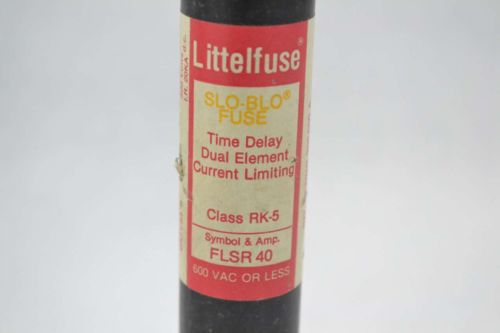 Littelfuse®
SLO-BLO®
FUSE
Time Delay
Dual Element
Current Limiting
Class RK-5
Symbol & Amp.
FLSR 40
600 VAC OR LESS
I.R. 20KA d.c.